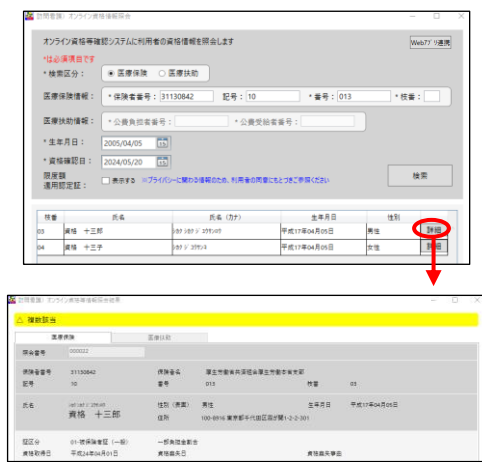 訪問看護）オンライン資格情報照会
オンライン資格等確認システムに利用者の資格情報を照会します
Webｱﾌﾟﾘ連携
*は必須項目です
*検索区分： 医療保険 医療扶助
医療保険情報： *保険者番号：31130842 記号：10 *番号：013 *枝番：
医療扶助情報： *公費負担者番号： *公費受給者番号：
*生年月日： 2005/04/05
*資格確認日： 2024/05/20
限度額適用認定証： 表示する ※プライバシーに関わる情報のため、利用者の同意にもとづきご参照ください
検索
枝番 氏名 氏名（カナ） 生年月日 性別
03 資格 十三郎 平成17年04月05日 男性 詳細
04 資格 十三子 平成17年04月05日 女性 詳細
訪問看護）オンライン資格等情報照会結果
△ 複数該当
医療保険 医療扶助
照会番号 000022
保険者番号 31130842 保険者名 厚生労働省共済組合厚生労働本省支部
記号 10 番号 013 枝番 03
氏名 資格 十三郎 性別（表面） 男性 生年月日 平成17年04月05日
住所 100-8916 東京都千代田区霞が関1-2-2-301
証区分 01-被保険者証（一般） 一部負担金割合
資格取得日 平成24年04月01日 資格喪失日 資格喪失事由